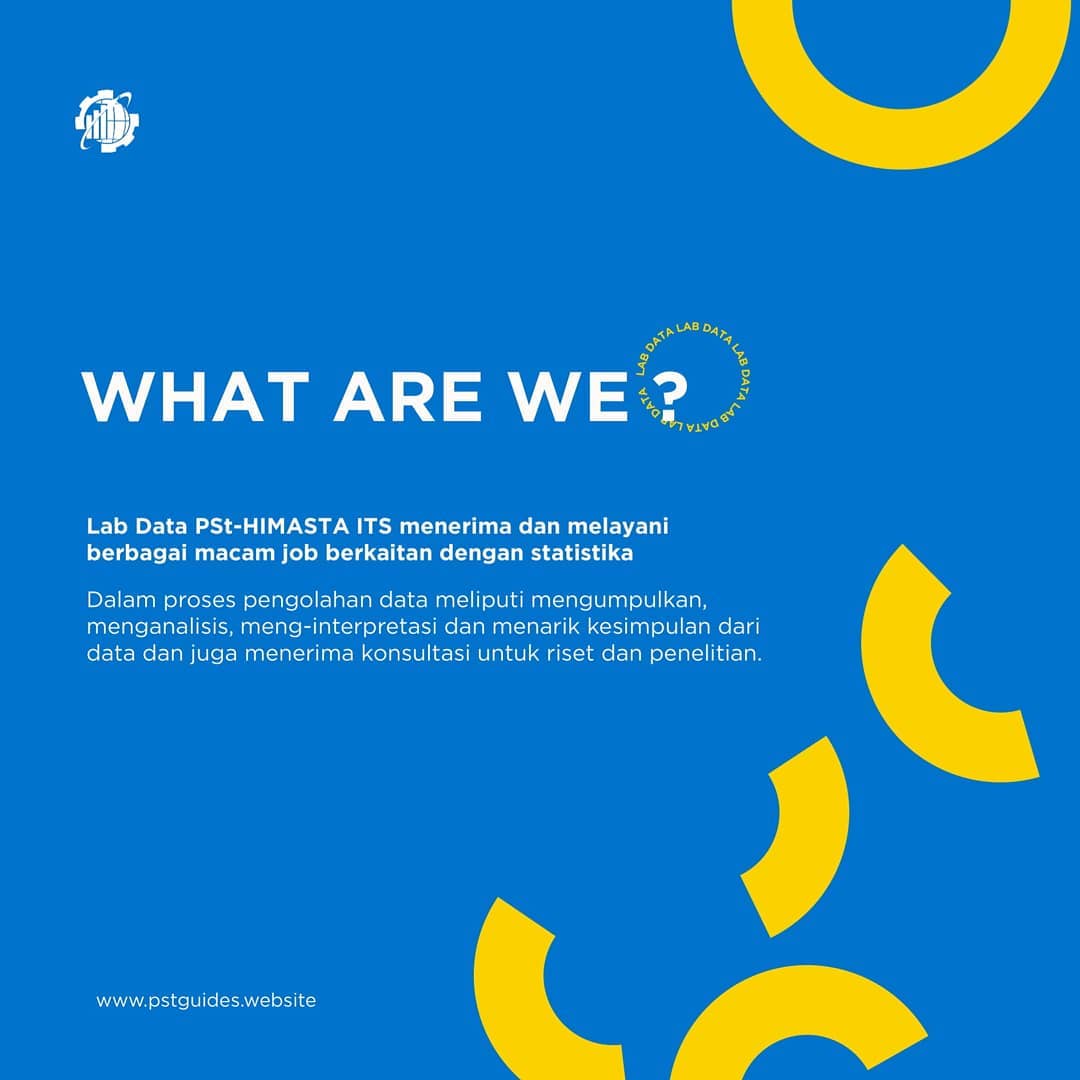 WHAT ARE WE ?
LAB DATA LAB DATA LAB DATA LAB DATA LAB DATA
Lab Data PSt-HIMASTA ITS menerima dan melayani
berbagai macam job berkaitan dengan statistika
Dalam proses pengolahan data meliputi mengumpulkan,
menganalisis, meng-interpretasi dan menarik kesimpulan dari
data dan juga menerima konsultasi untuk riset dan penelitian.
www.pstguides.website